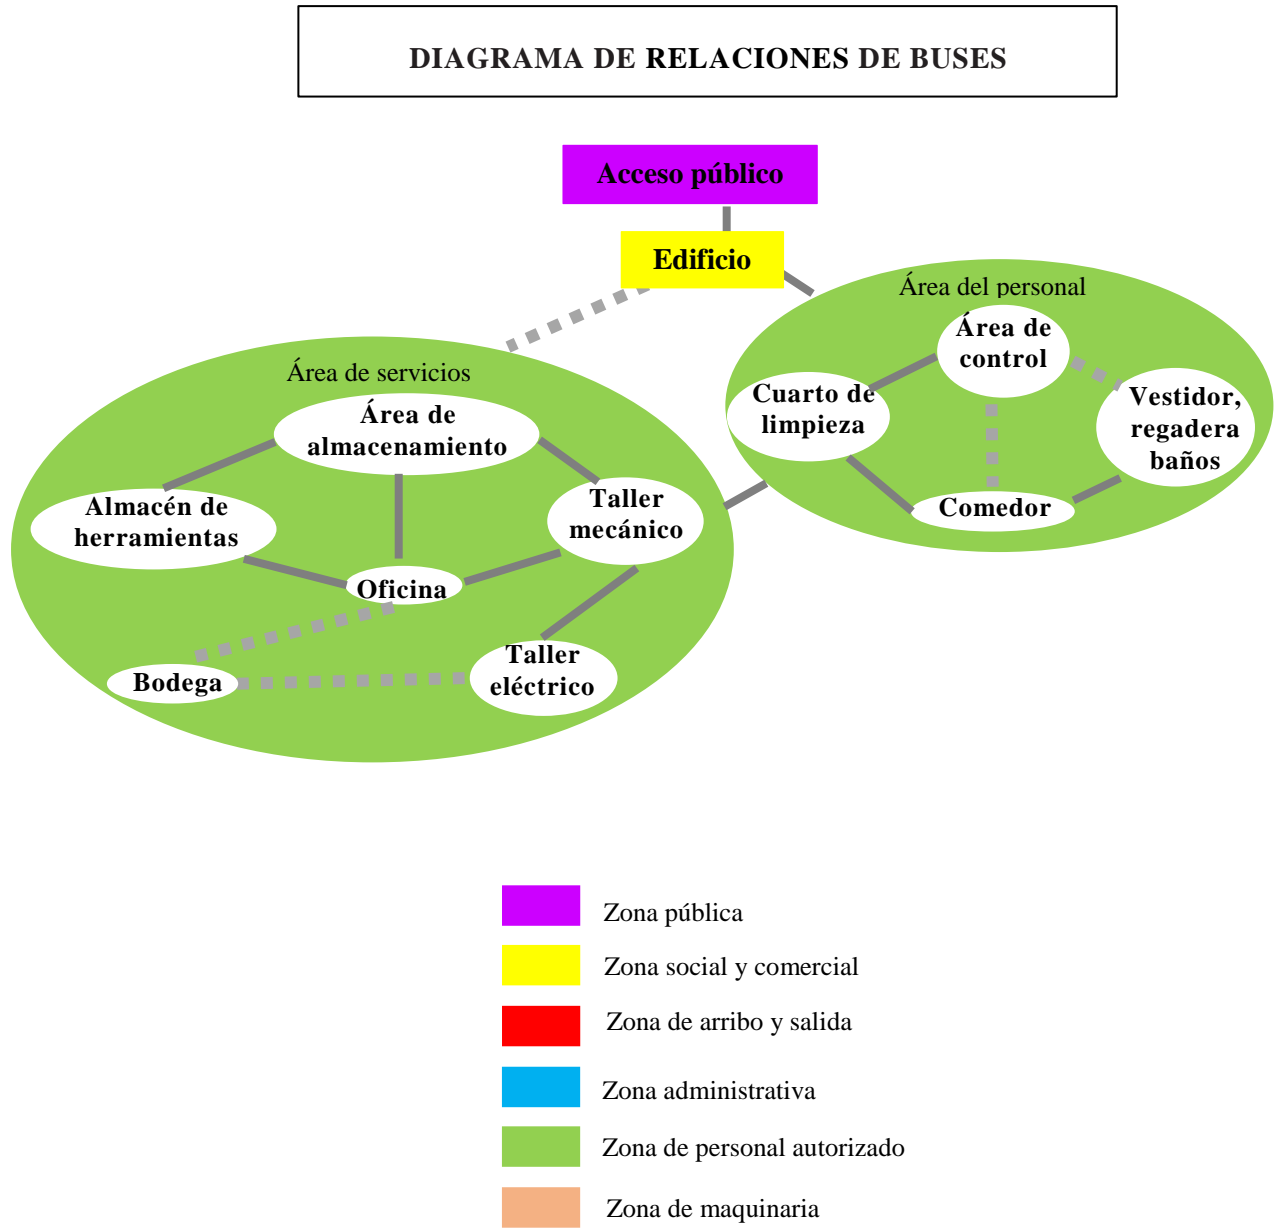 DIAGRAMA DE RELACIONES DE BUSES
Acceso público
Edificio
Área del personal
Área de
control
Cuarto de
limpieza
Vestidor,
regadera
baños
Comedor
Área de servicios
Área de
almacenamiento
Almacén de
herramientas
Taller
mecánico
Oficina
Bodega
Taller
eléctrico
Zona pública
Zona social y comercial
Zona de arribo y salida
Zona administrativa
Zona de personal autorizado
Zona de maquinaria